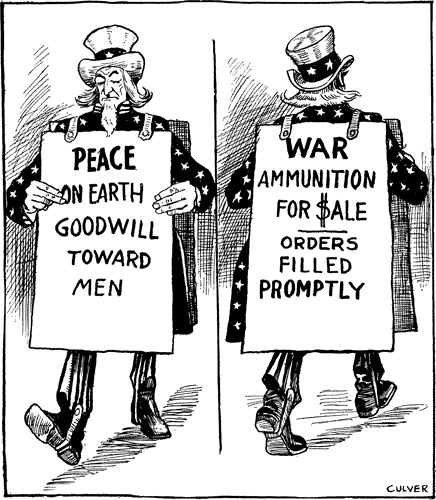 PEACE
ON EARTH
GOODWILL
TOWARD
MEN
WAR
AMMUNITION
FOR $ALE
ORDERS
FILLED
PROMPTLY
CULVER